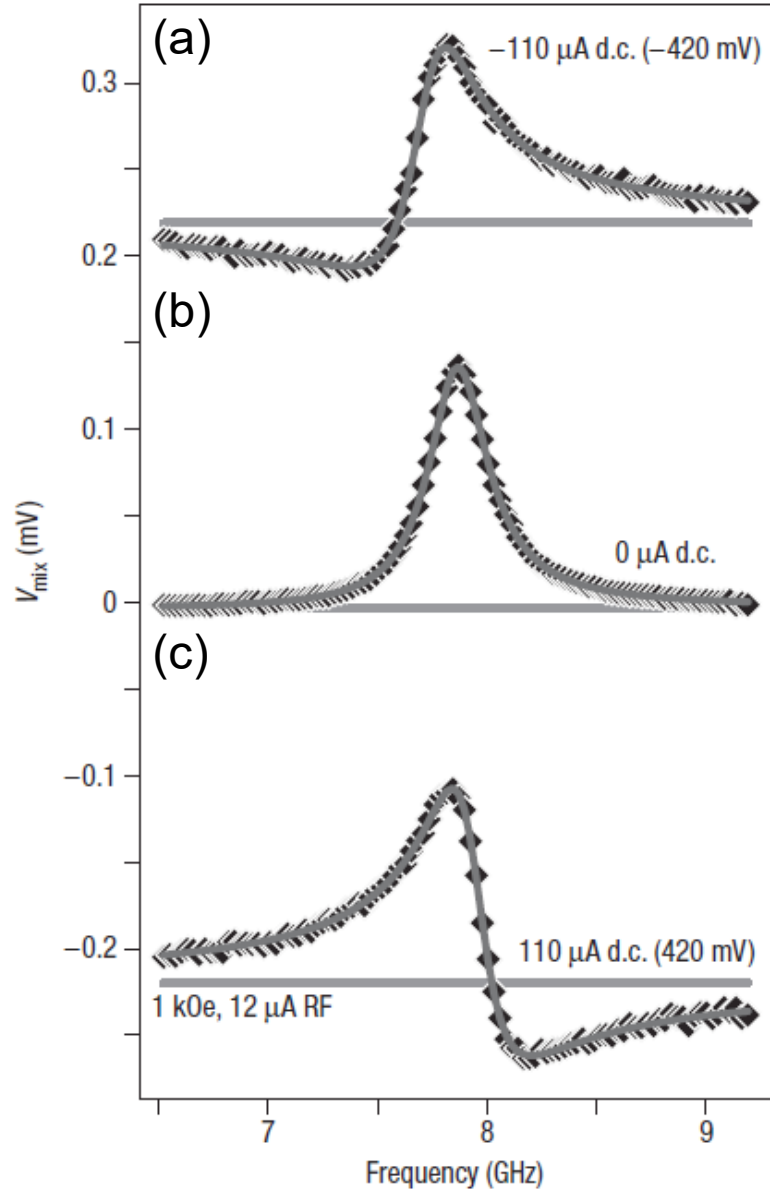 (a)
−110 μA d.c. (−420 mV)
0.3
0.2
(b)
0.1
0 μA d.c.
0
(c)
−0.1
−0.2
110 μA d.c. (420 mV)
1 kOe, 12 μA RF
V_mix (mV)
7 8 9
Frequency (GHz)